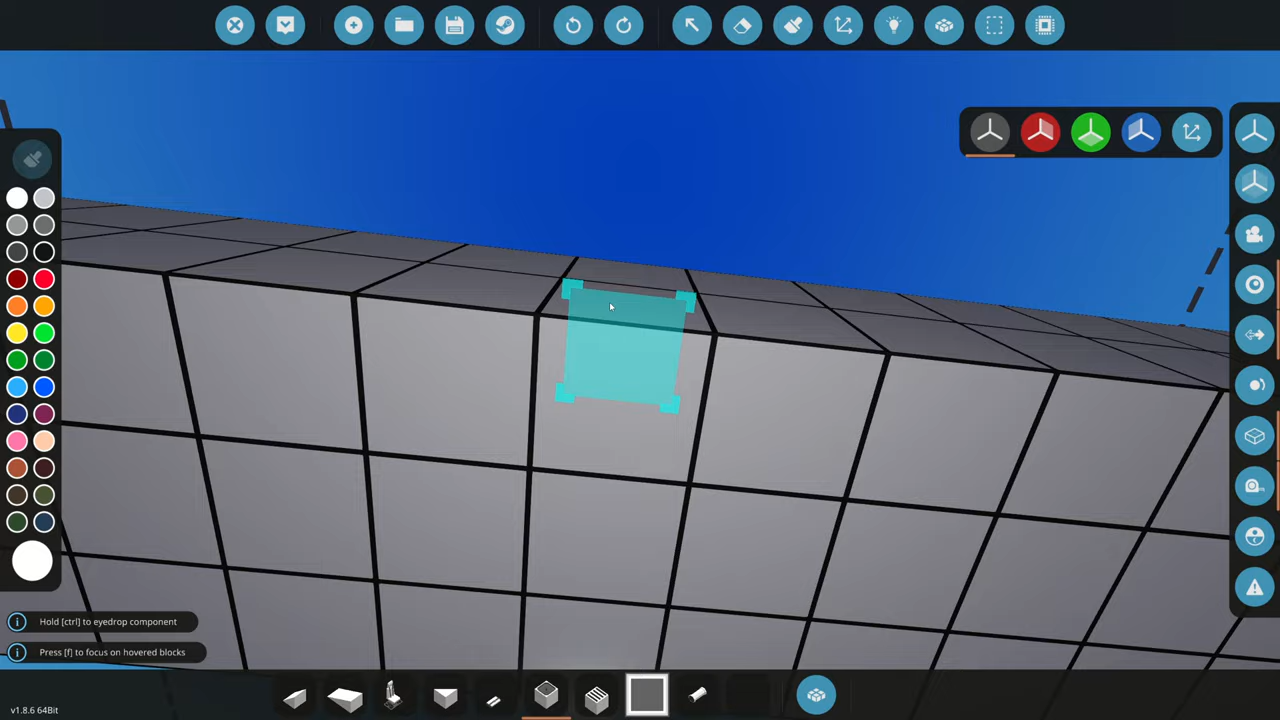 Hold [ctrl] to eyedrop component
Press [f] to focus on hovered blocks
v1.8.6 64Bit